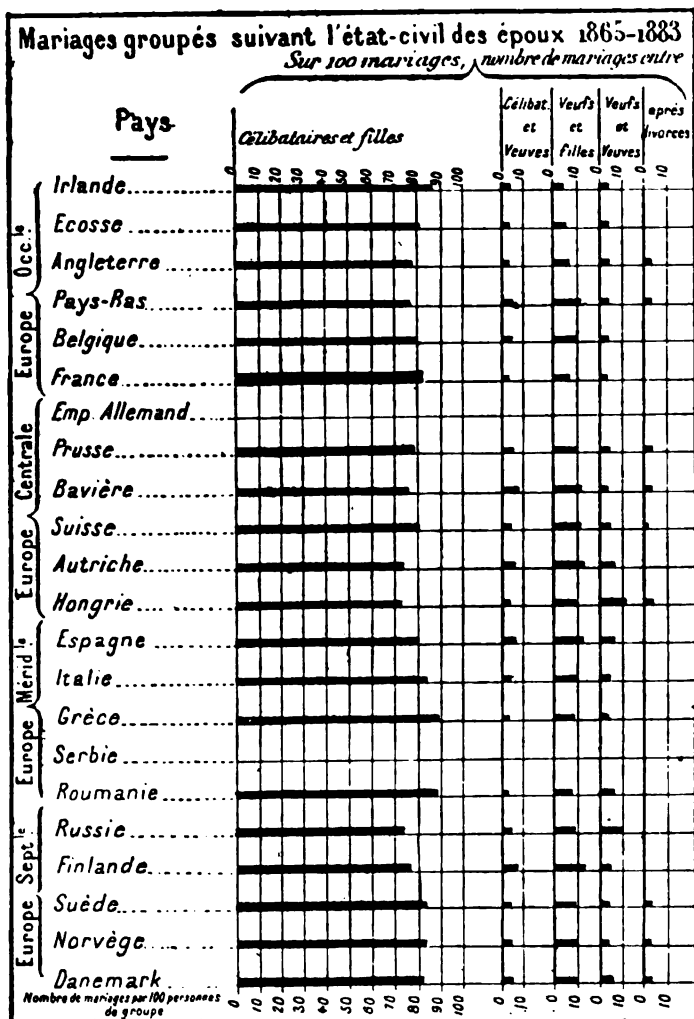 Mariages groupés suivant l'état-civil des époux 1865-1883
Sur 100 mariages, nombre de mariages entre
Pays
Célibataires et filles
Célibat. et Veuves
Veufs et filles
Veufs et Veuves
après divorces
0 10 20 30 40 50 60 70 80 90 100 0 10 0 10 0 10 0 10
Europe Occ.le
Irlande
Ecosse
Angleterre
Pays-Ras
Belgique
France
Europe Centrale
Emp. Allemand
Prusse
Bavière
Suisse
Autriche
Hongrie
Europe Mérid.le
Espagne
Italie
Grèce
Serbie
Roumanie
Europe Sept.le
Russie
Finlande
Suède
Norvège
Danemark
Nombre de mariages par 100 personnes
de groupe
0 10 20 30 40 50 60 70 80 90 100 0 10 0 10 0 10 0 10